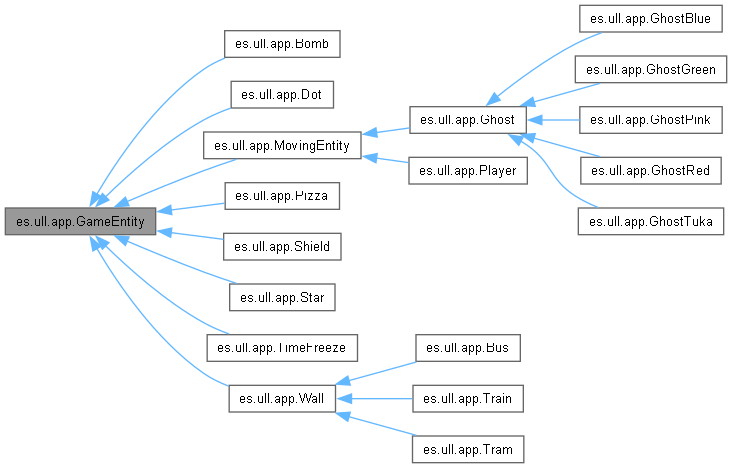 es.ull.app.GameEntity
es.ull.app.Bomb
es.ull.app.Dot
es.ull.app.MovingEntity
es.ull.app.Ghost
es.ull.app.GhostBlue
es.ull.app.GhostGreen
es.ull.app.GhostPink
es.ull.app.GhostRed
es.ull.app.GhostTuka
es.ull.app.Player
es.ull.app.Pizza
es.ull.app.Shield
es.ull.app.Star
es.ull.app.TimeFreeze
es.ull.app.Wall
es.ull.app.Bus
es.ull.app.Train
es.ull.app.Tram